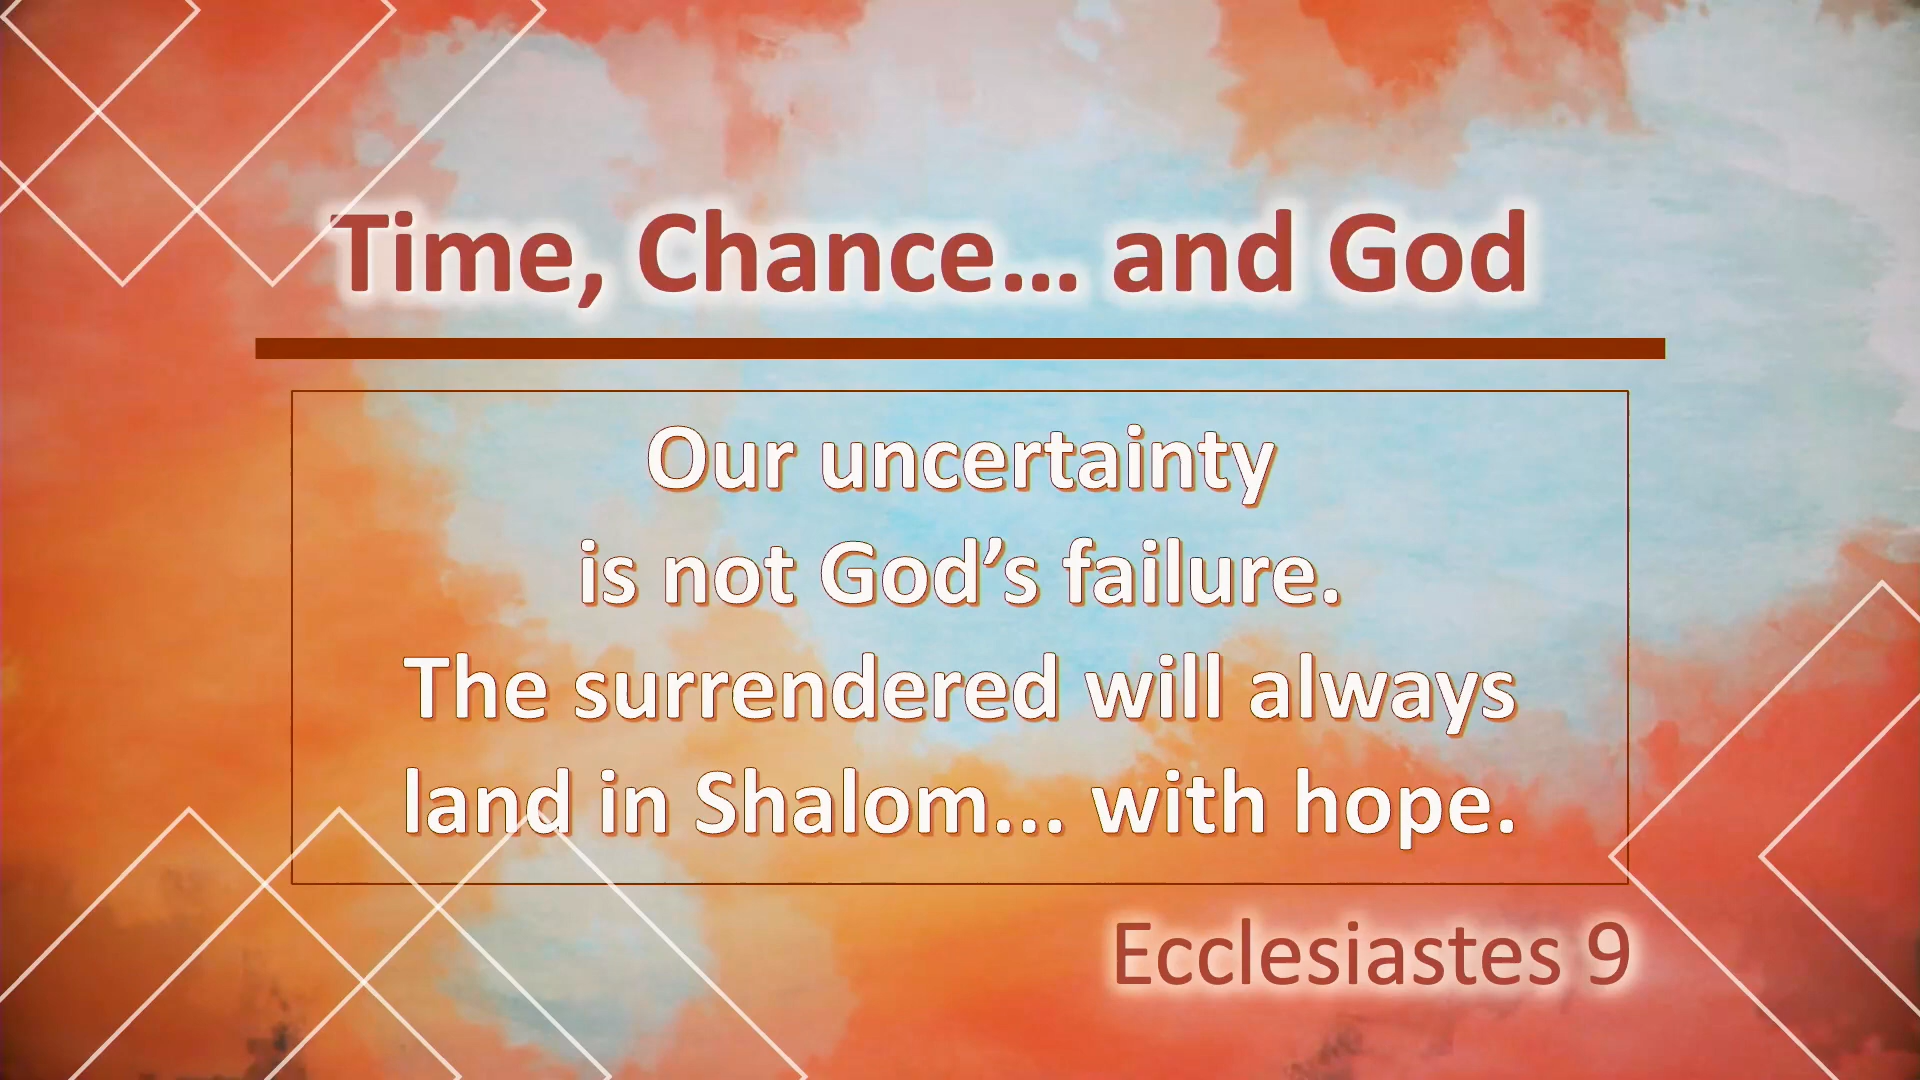 Time, Chance… and God
Our uncertainty
is not God’s failure.
The surrendered will always
land in Shalom... with hope.
Ecclesiastes 9